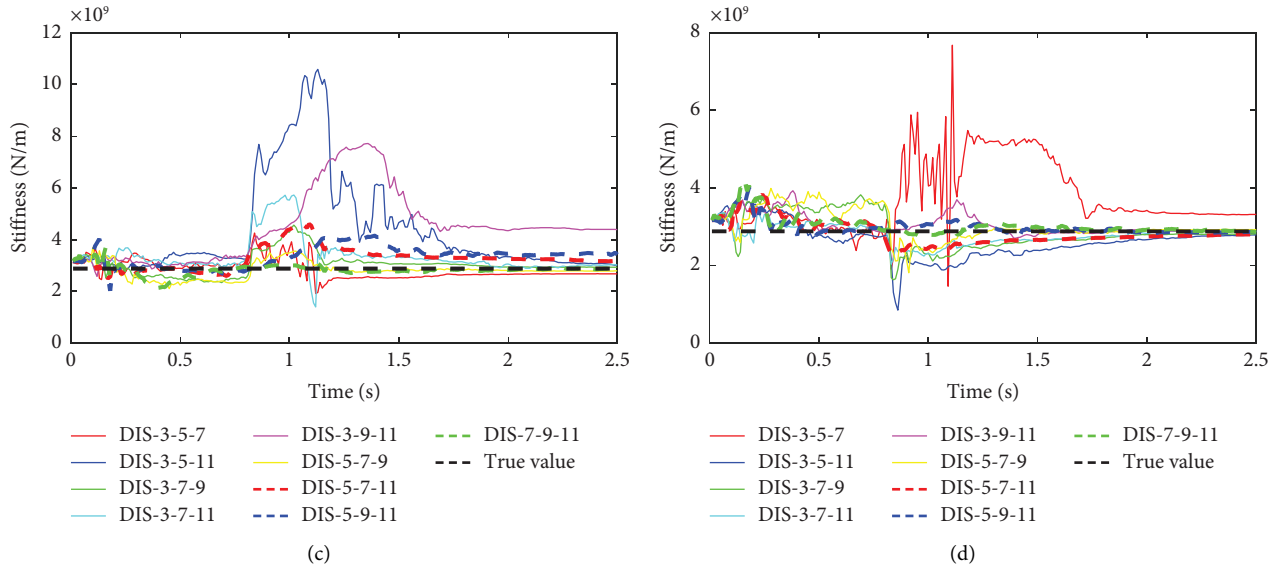 ×10⁹
12
10
8
6
4
2
0
Stiffness (N/m)
0 0.5 1 1.5 2 2.5
Time (s)
DIS-3-5-7
DIS-3-5-11
DIS-3-7-9
DIS-3-7-11
DIS-3-9-11
DIS-5-7-9
DIS-5-7-11
DIS-5-9-11
DIS-7-9-11
True value
(c)
×10⁹
8
6
4
2
0
Stiffness (N/m)
0 0.5 1 1.5 2 2.5
Time (s)
DIS-3-5-7
DIS-3-5-11
DIS-3-7-9
DIS-3-7-11
DIS-3-9-11
DIS-5-7-9
DIS-5-7-11
DIS-5-9-11
DIS-7-9-11
True value
(d)